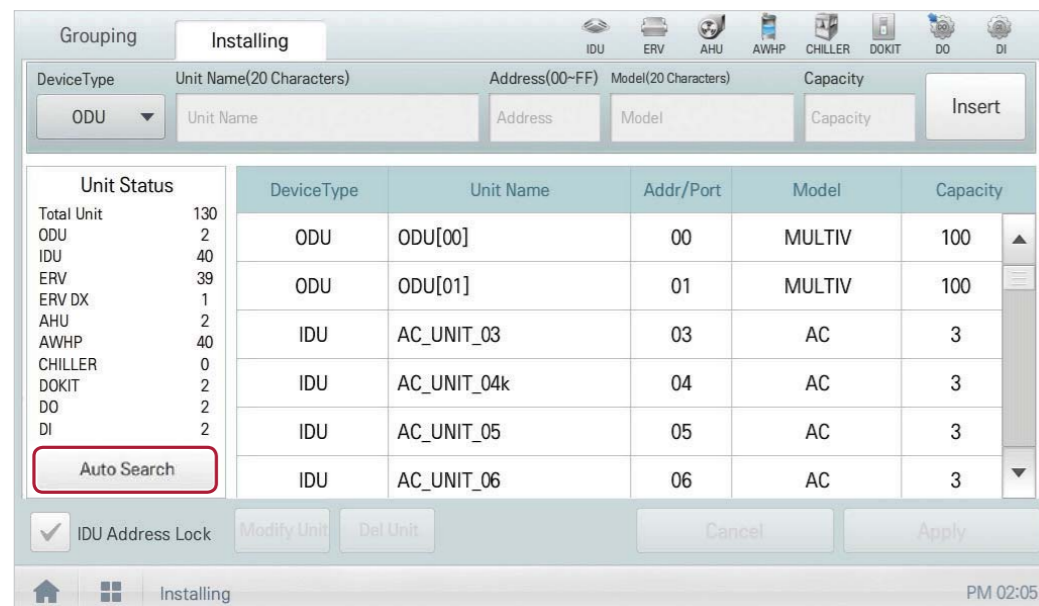 Grouping Installing IDU ERV AHU AWHP CHILLER DOKIT DO DI
DeviceType Unit Name(20 Characters) Address(00~FF) Model(20 Characters) Capacity
ODU Unit Name Address Model Capacity Insert
Unit Status
Total Unit 130
ODU 2
IDU 40
ERV 39
ERV DX 1
AHU 2
AWHP 40
CHILLER 0
DOKIT 2
DO 2
DI 2
Auto Search
DeviceType Unit Name Addr/Port Model Capacity
ODU ODU[00] 00 MULTIV 100
ODU ODU[01] 01 MULTIV 100
IDU AC_UNIT_03 03 AC 3
IDU AC_UNIT_04k 04 AC 3
IDU AC_UNIT_05 05 AC 3
IDU AC_UNIT_06 06 AC 3
IDU Address Lock Modify Unit Del Unit Cancel Apply
Installing PM 02:05